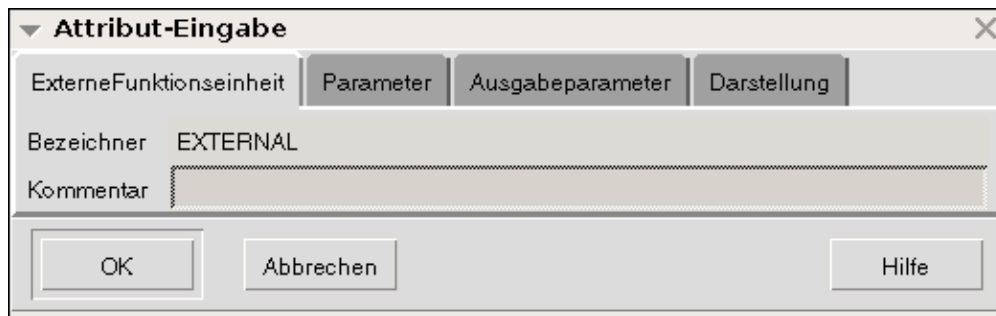 Attribut-Eingabe
ExterneFunktionseinheit Parameter Ausgabeparameter Darstellung
Bezeichner EXTERNAL
Kommentar
OK Abbrechen Hilfe